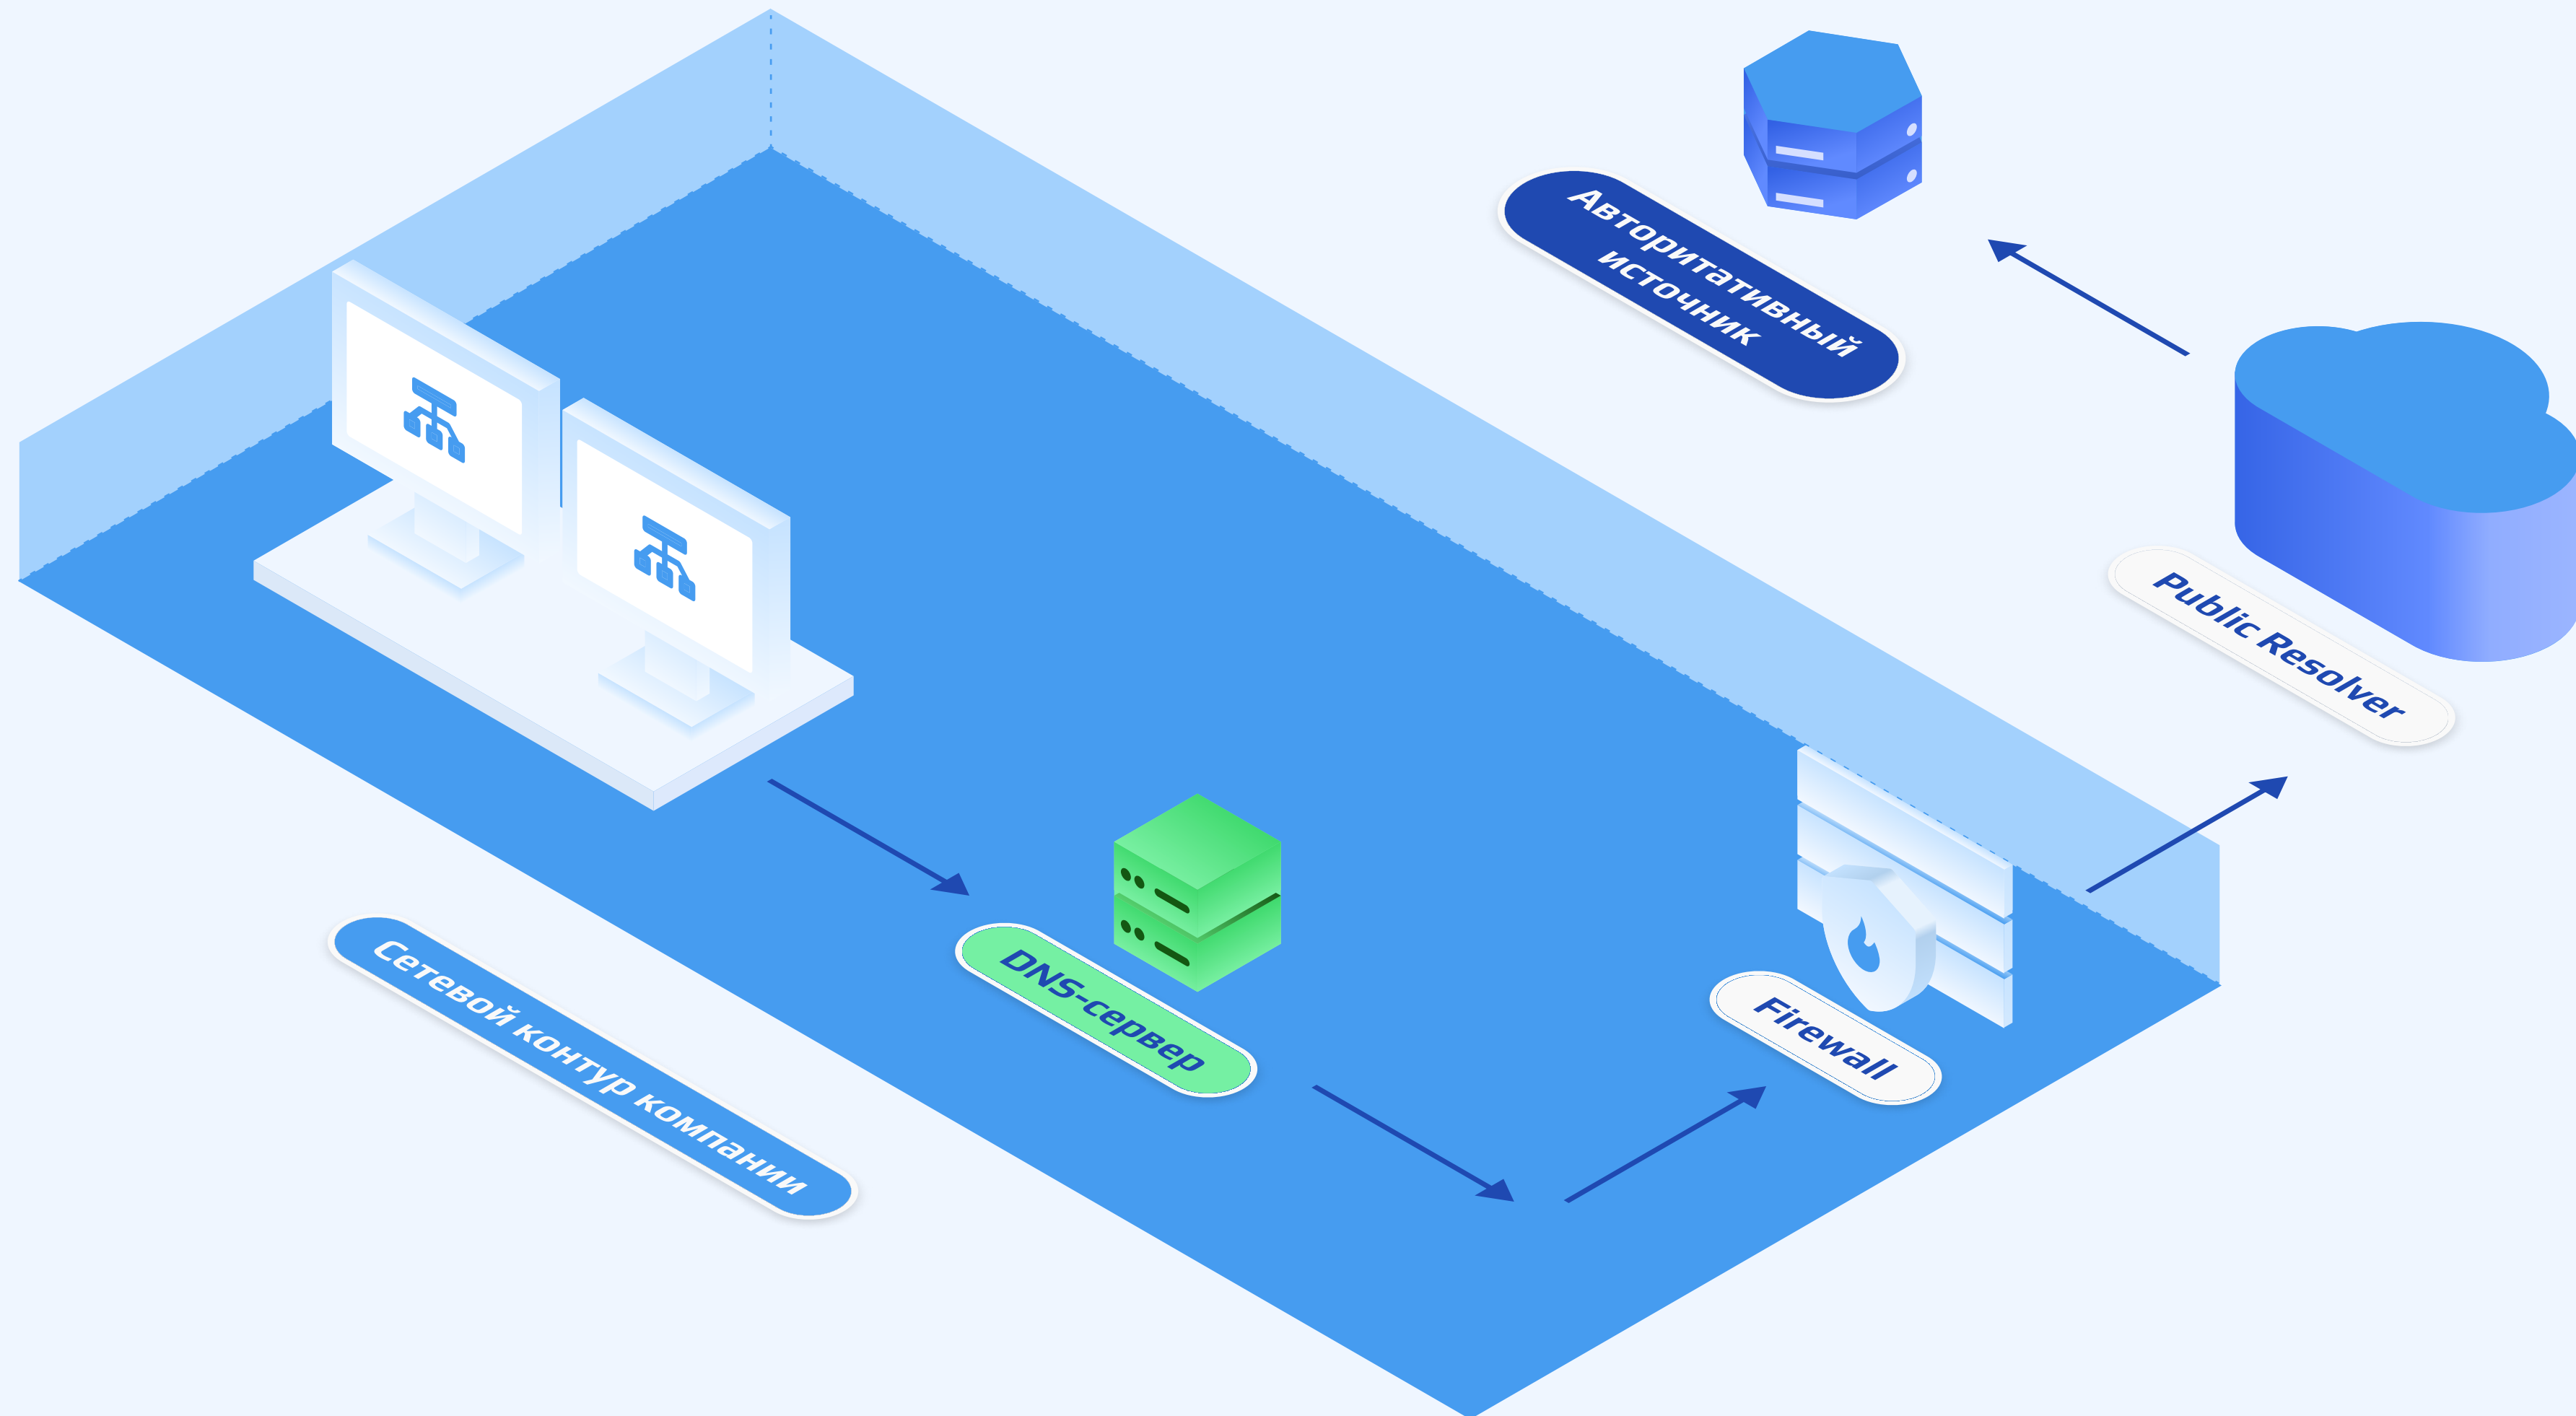 Авторитативный
источник
Public Resolver
DNS-сервер
Firewall
Сетевой контур компании